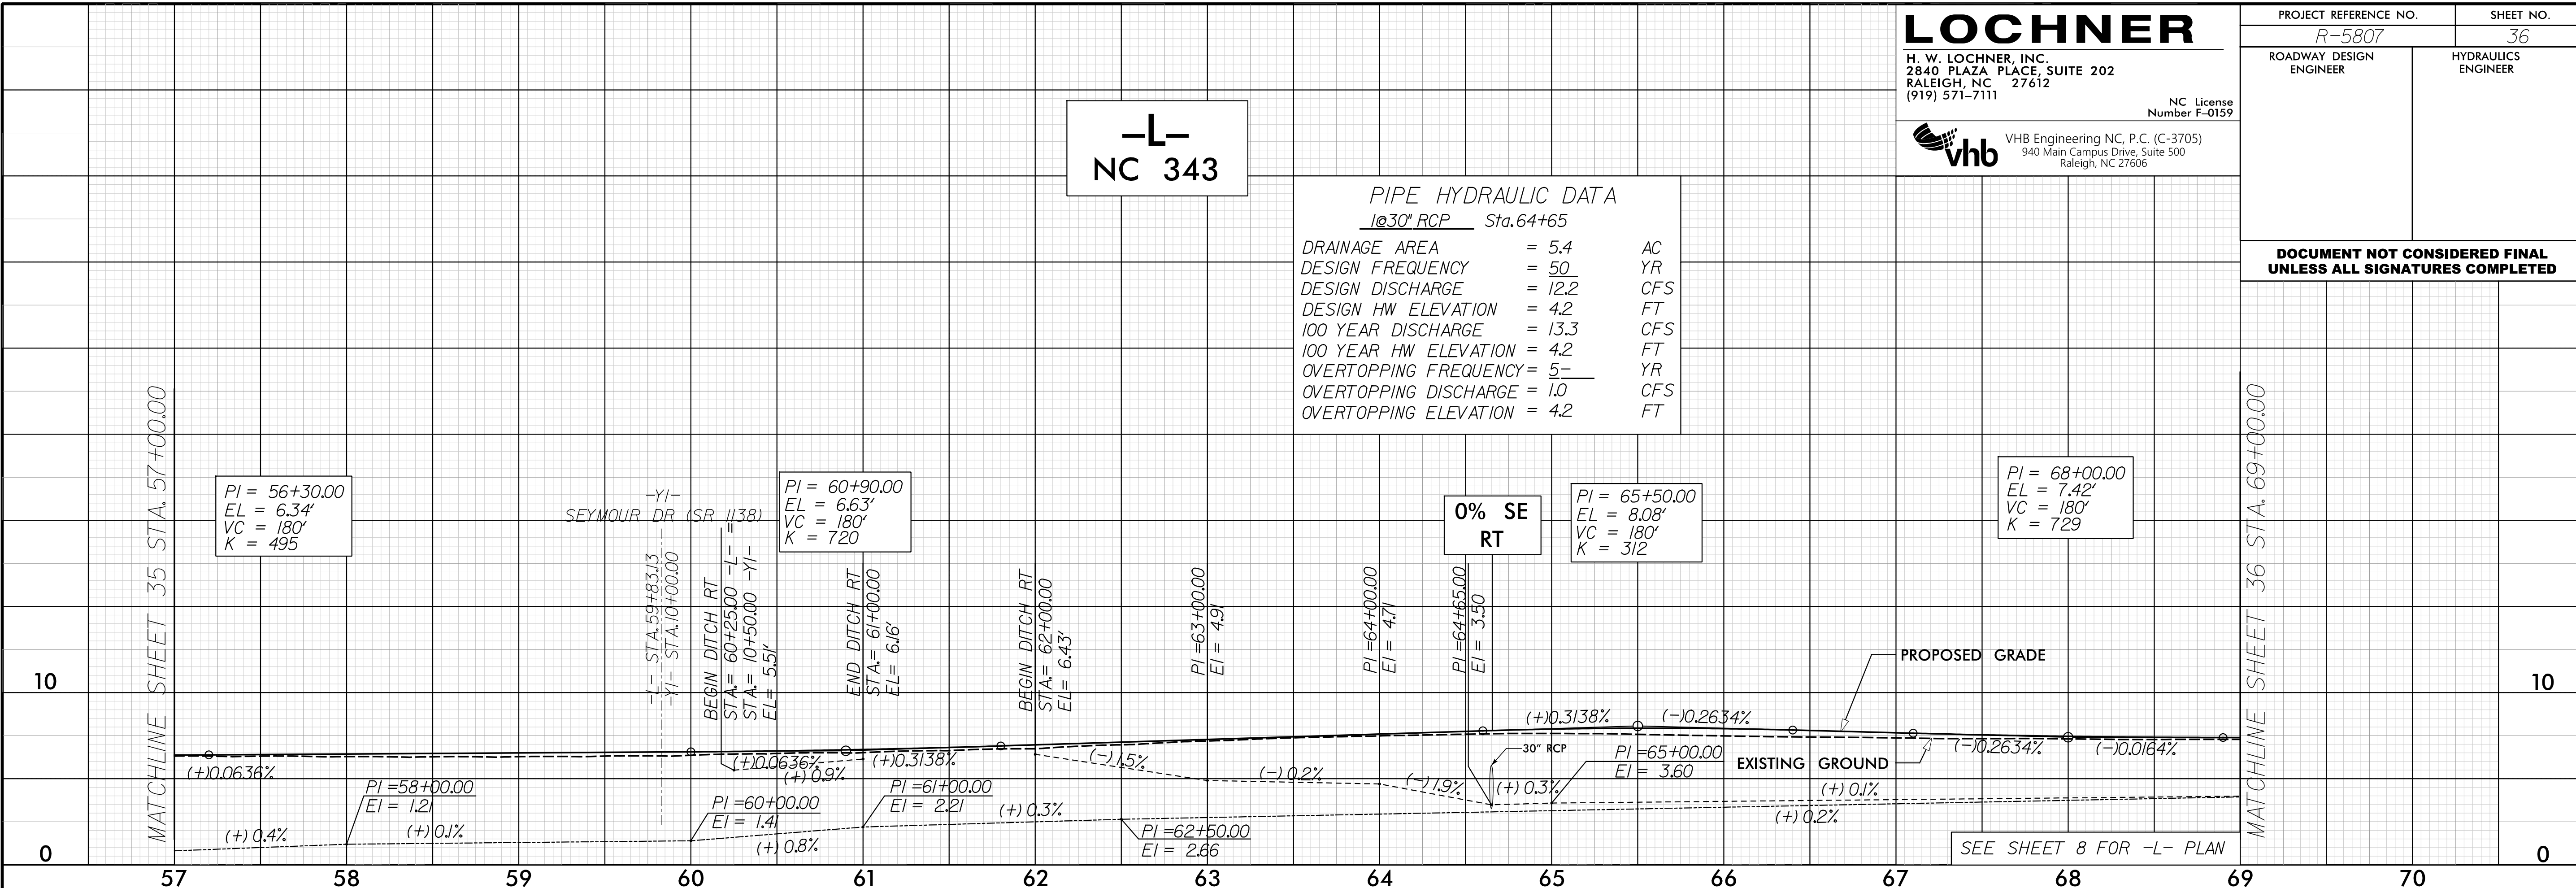 LOCHNER
H. W. LOCHNER, INC.
2840 PLAZA PLACE, SUITE 202
RALEIGH, NC 27612
(919) 571-7111
NC License
Number F-0159
vhb
VHB Engineering NC, P.C. (C-3705)
940 Main Campus Drive, Suite 500
Raleigh, NC 27606
PROJECT REFERENCE NO.
SHEET NO.
R-5807
36
ROADWAY DESIGN
ENGINEER
HYDRAULICS
ENGINEER
DOCUMENT NOT CONSIDERED FINAL
UNLESS ALL SIGNATURES COMPLETED
-L-
NC 343
PIPE HYDRAULIC DATA
1@30" RCP Sta.64+65
DRAINAGE AREA = 5.4 AC
DESIGN FREQUENCY = 50 YR
DESIGN DISCHARGE = 12.2 CFS
DESIGN HW ELEVATION = 4.2 FT
100 YEAR DISCHARGE = 13.3 CFS
100 YEAR HW ELEVATION = 4.2 FT
OVERTOPPING FREQUENCY = 5- YR
OVERTOPPING DISCHARGE = 1.0 CFS
OVERTOPPING ELEVATION = 4.2 FT
MATCHLINE SHEET 35 STA. 57+00.00
PI = 56+30.00
EL = 6.34'
VC = 180'
K = 495
-Y1-
SEYMOUR DR (SR 1138)
-L- STA.59+83.13
-Y1- STA.10+00.00
BEGIN DITCH RT
STA.= 60+25.00 -L- =
STA.= 10+50.00 -Y1-
EL= 5.51'
PI = 60+90.00
EL = 6.63'
VC = 180'
K = 720
END DITCH RT
STA.= 61+00.00
EL= 6.16'
BEGIN DITCH RT
STA.= 62+00.00
EL= 6.43'
PI =63+00.00
El = 4.91
PI =64+00.00
El = 4.71
PI =64+65.00
El = 3.50
0% SE
RT
PI = 65+50.00
EL = 8.08'
VC = 180'
K = 312
PI = 68+00.00
EL = 7.42'
VC = 180'
K = 729
MATCHLINE SHEET 36 STA. 69+00.00
PROPOSED GRADE
EXISTING GROUND
10
10
(+)0.0636%
(+)0.0636%
(+)0.3138%
(+)0.3138%
(-)0.2634%
(-)0.2634%
(-)0.0164%
(+) 0.9%
(-) 1.5%
(-) 0.2%
(-) 1.9%
30" RCP
(+) 0.3%
PI =65+00.00
El = 3.60
(+) 0.1%
PI =58+00.00
El = 1.21
PI =60+00.00
El = 1.41
PI =61+00.00
El = 2.21
PI =62+50.00
El = 2.66
(+) 0.4%
(+) 0.1%
(+) 0.8%
(+) 0.3%
(+) 0.2%
SEE SHEET 8 FOR -L- PLAN
0
0
57 58 59 60 61 62 63 64 65 66 67 68 69 70